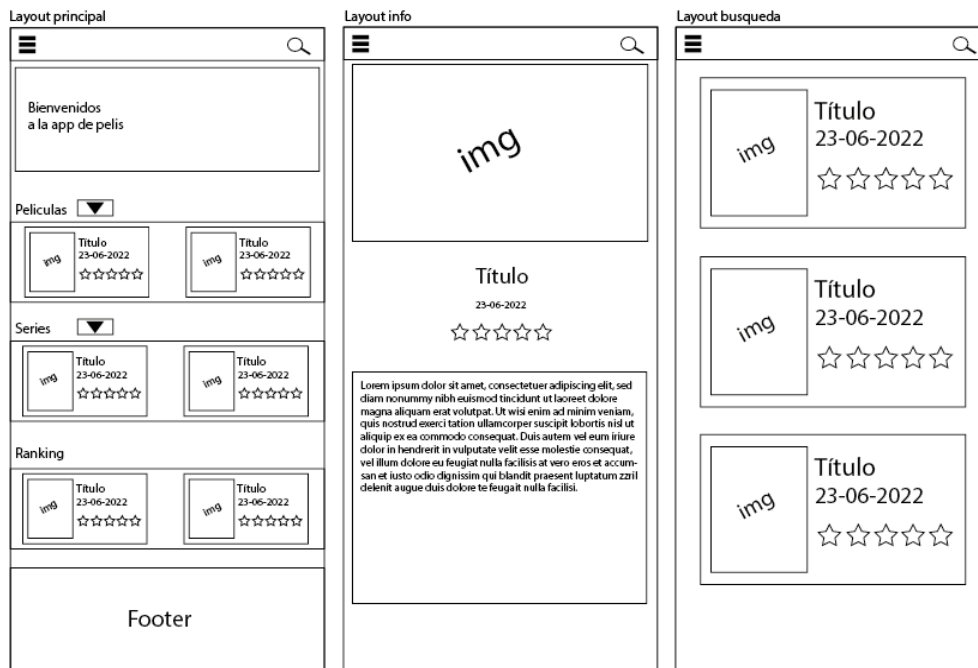 Layout principal
Bienvenidos
a la app de pelis
Peliculas
img
Título
23-06-2022
img
Título
23-06-2022
Series
img
Título
23-06-2022
img
Título
23-06-2022
Ranking
img
Título
23-06-2022
img
Título
23-06-2022
Footer
Layout info
img
Título
23-06-2022
Lorem ipsum dolor sit amet, consectetuer adipiscing elit, sed
diam nonummy nibh euismod tincidunt ut laoreet dolore
magna aliquam erat volutpat. Ut wisi enim ad minim veniam,
quis nostrud exerci tation ullamcorper suscipit lobortis nisl ut
aliquip ex ea commodo consequat. Duis autem vel eum iriure
dolor in hendrerit in vulputate velit esse molestie consequat,
vel illum dolore eu feugiat nulla facilisis at vero eros et accum-
san et iusto odio dignissim qui blandit praesent luptatum zzril
delenit augue duis dolore te feugait nulla facilisi.
Layout busqueda
img
Título
23-06-2022
img
Título
23-06-2022
img
Título
23-06-2022